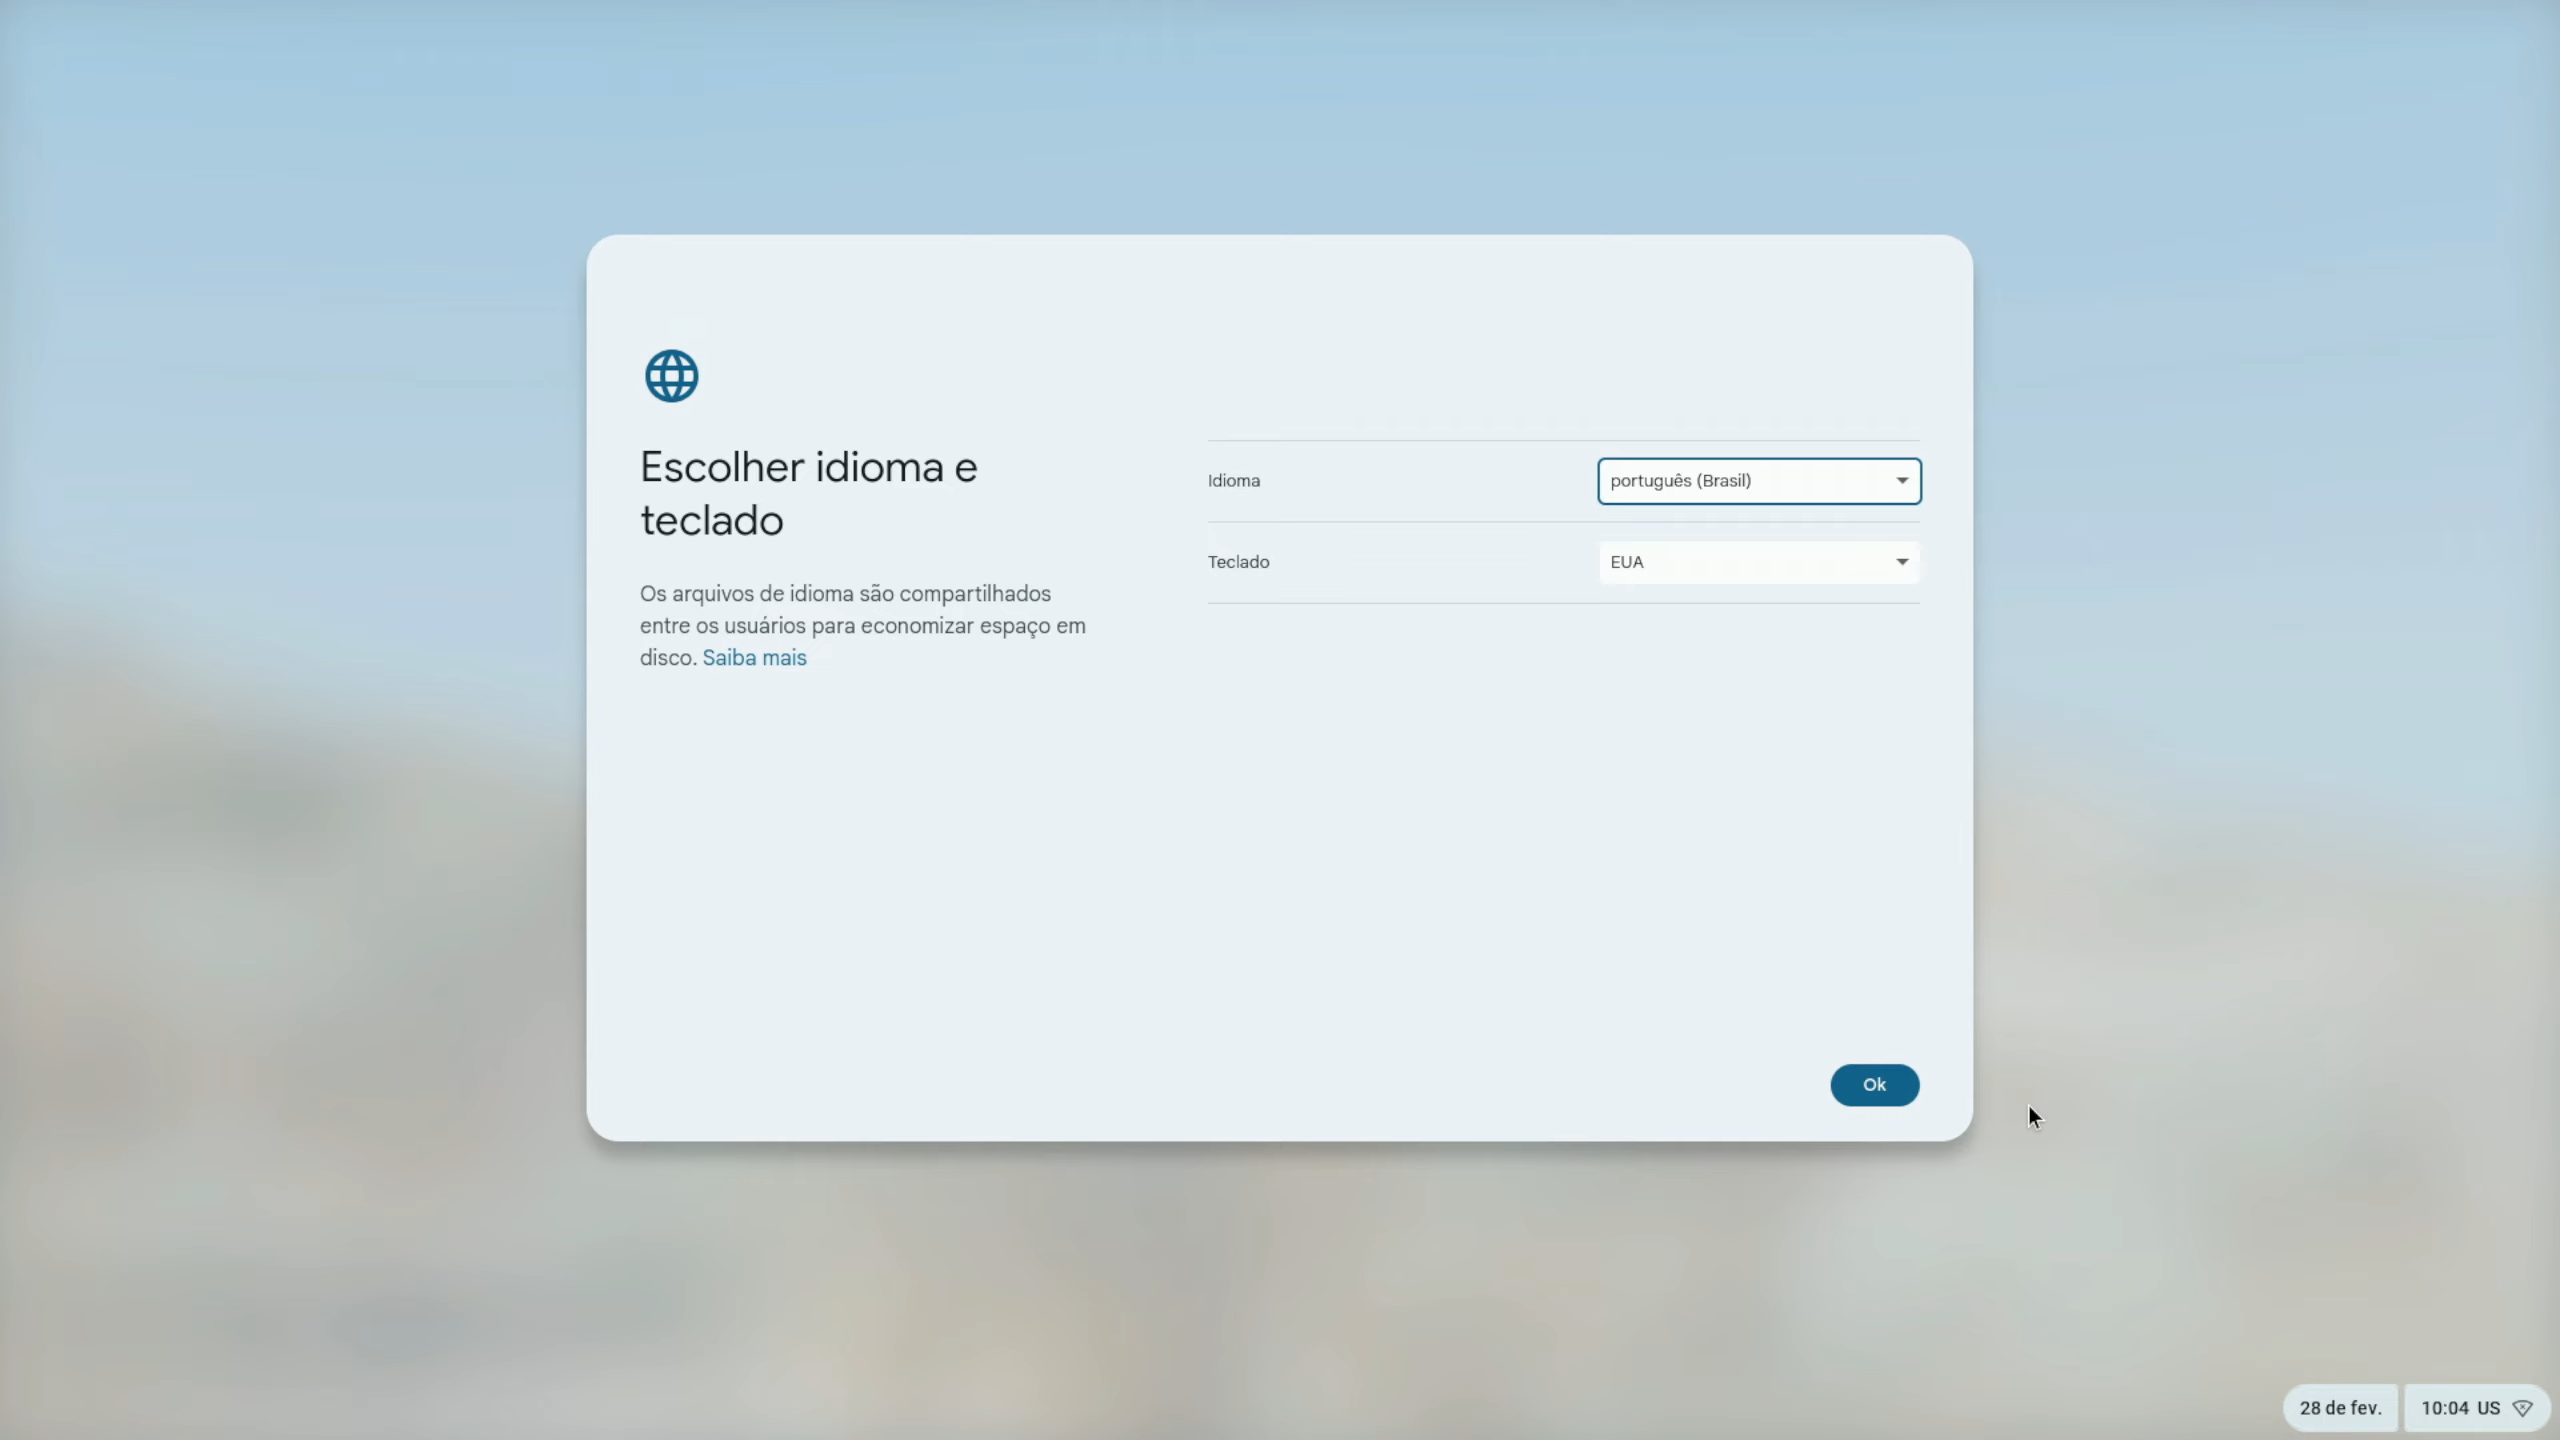 Escolher idioma e
teclado
Os arquivos de idioma são compartilhados
entre os usuários para economizar espaço em
disco. Saiba mais
Idioma
português (Brasil)
Teclado
EUA
Ok
28 de fev.
10:04 US